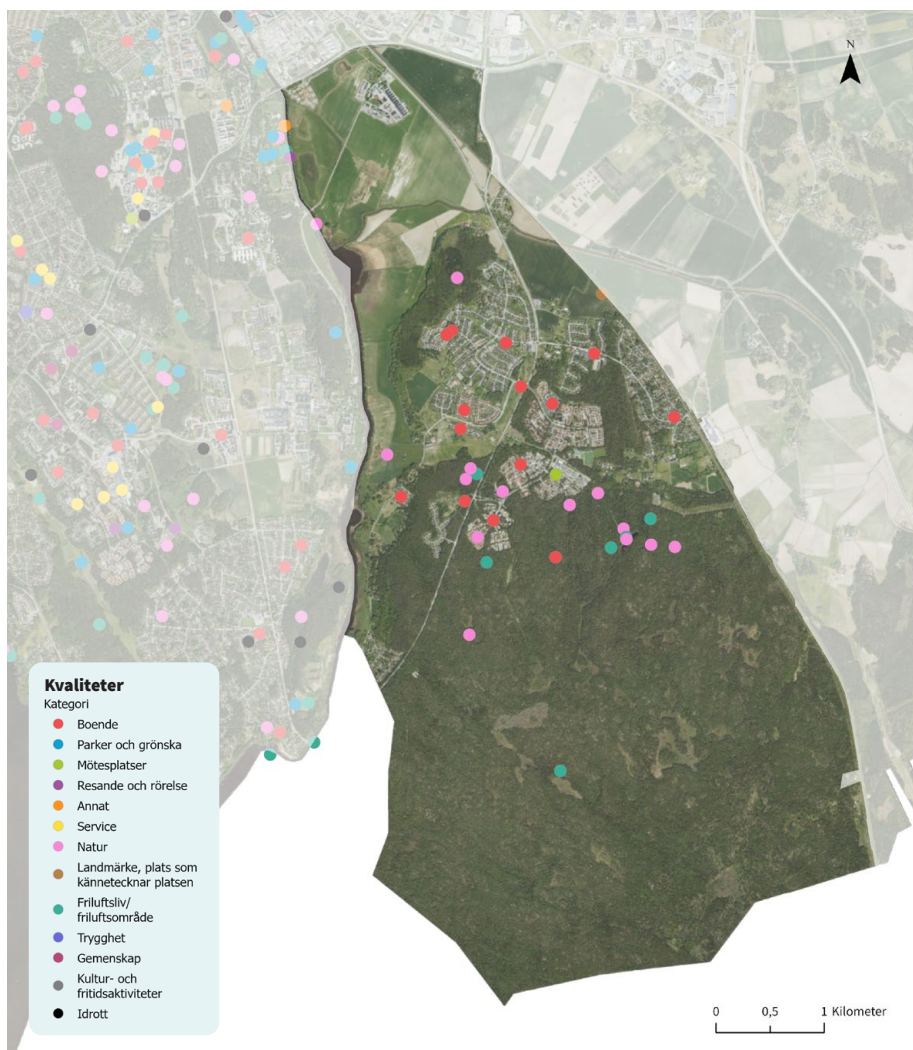 N
Kvaliteter
Kategori
Boende
Parker och grönska
Mötesplatser
Resande och rörelse
Annat
Service
Natur
Landmärke, plats som
kännetecknar platsen
Friluftsliv/
friluftsområde
Trygghet
Gemenskap
Kultur- och
fritidsaktiviteter
Idrott
0 0,5 1 Kilometer